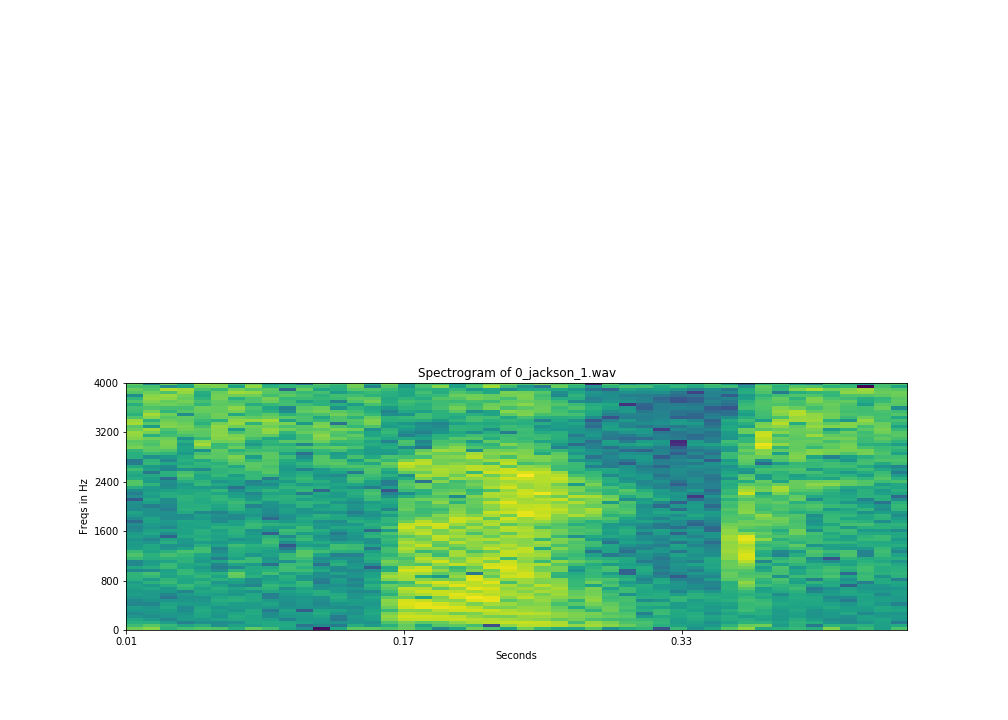 Spectrogram of 0_jackson_1.wav
4000
3200
2400
1600
800
0
Freqs in Hz
0.01 0.17 0.33
Seconds